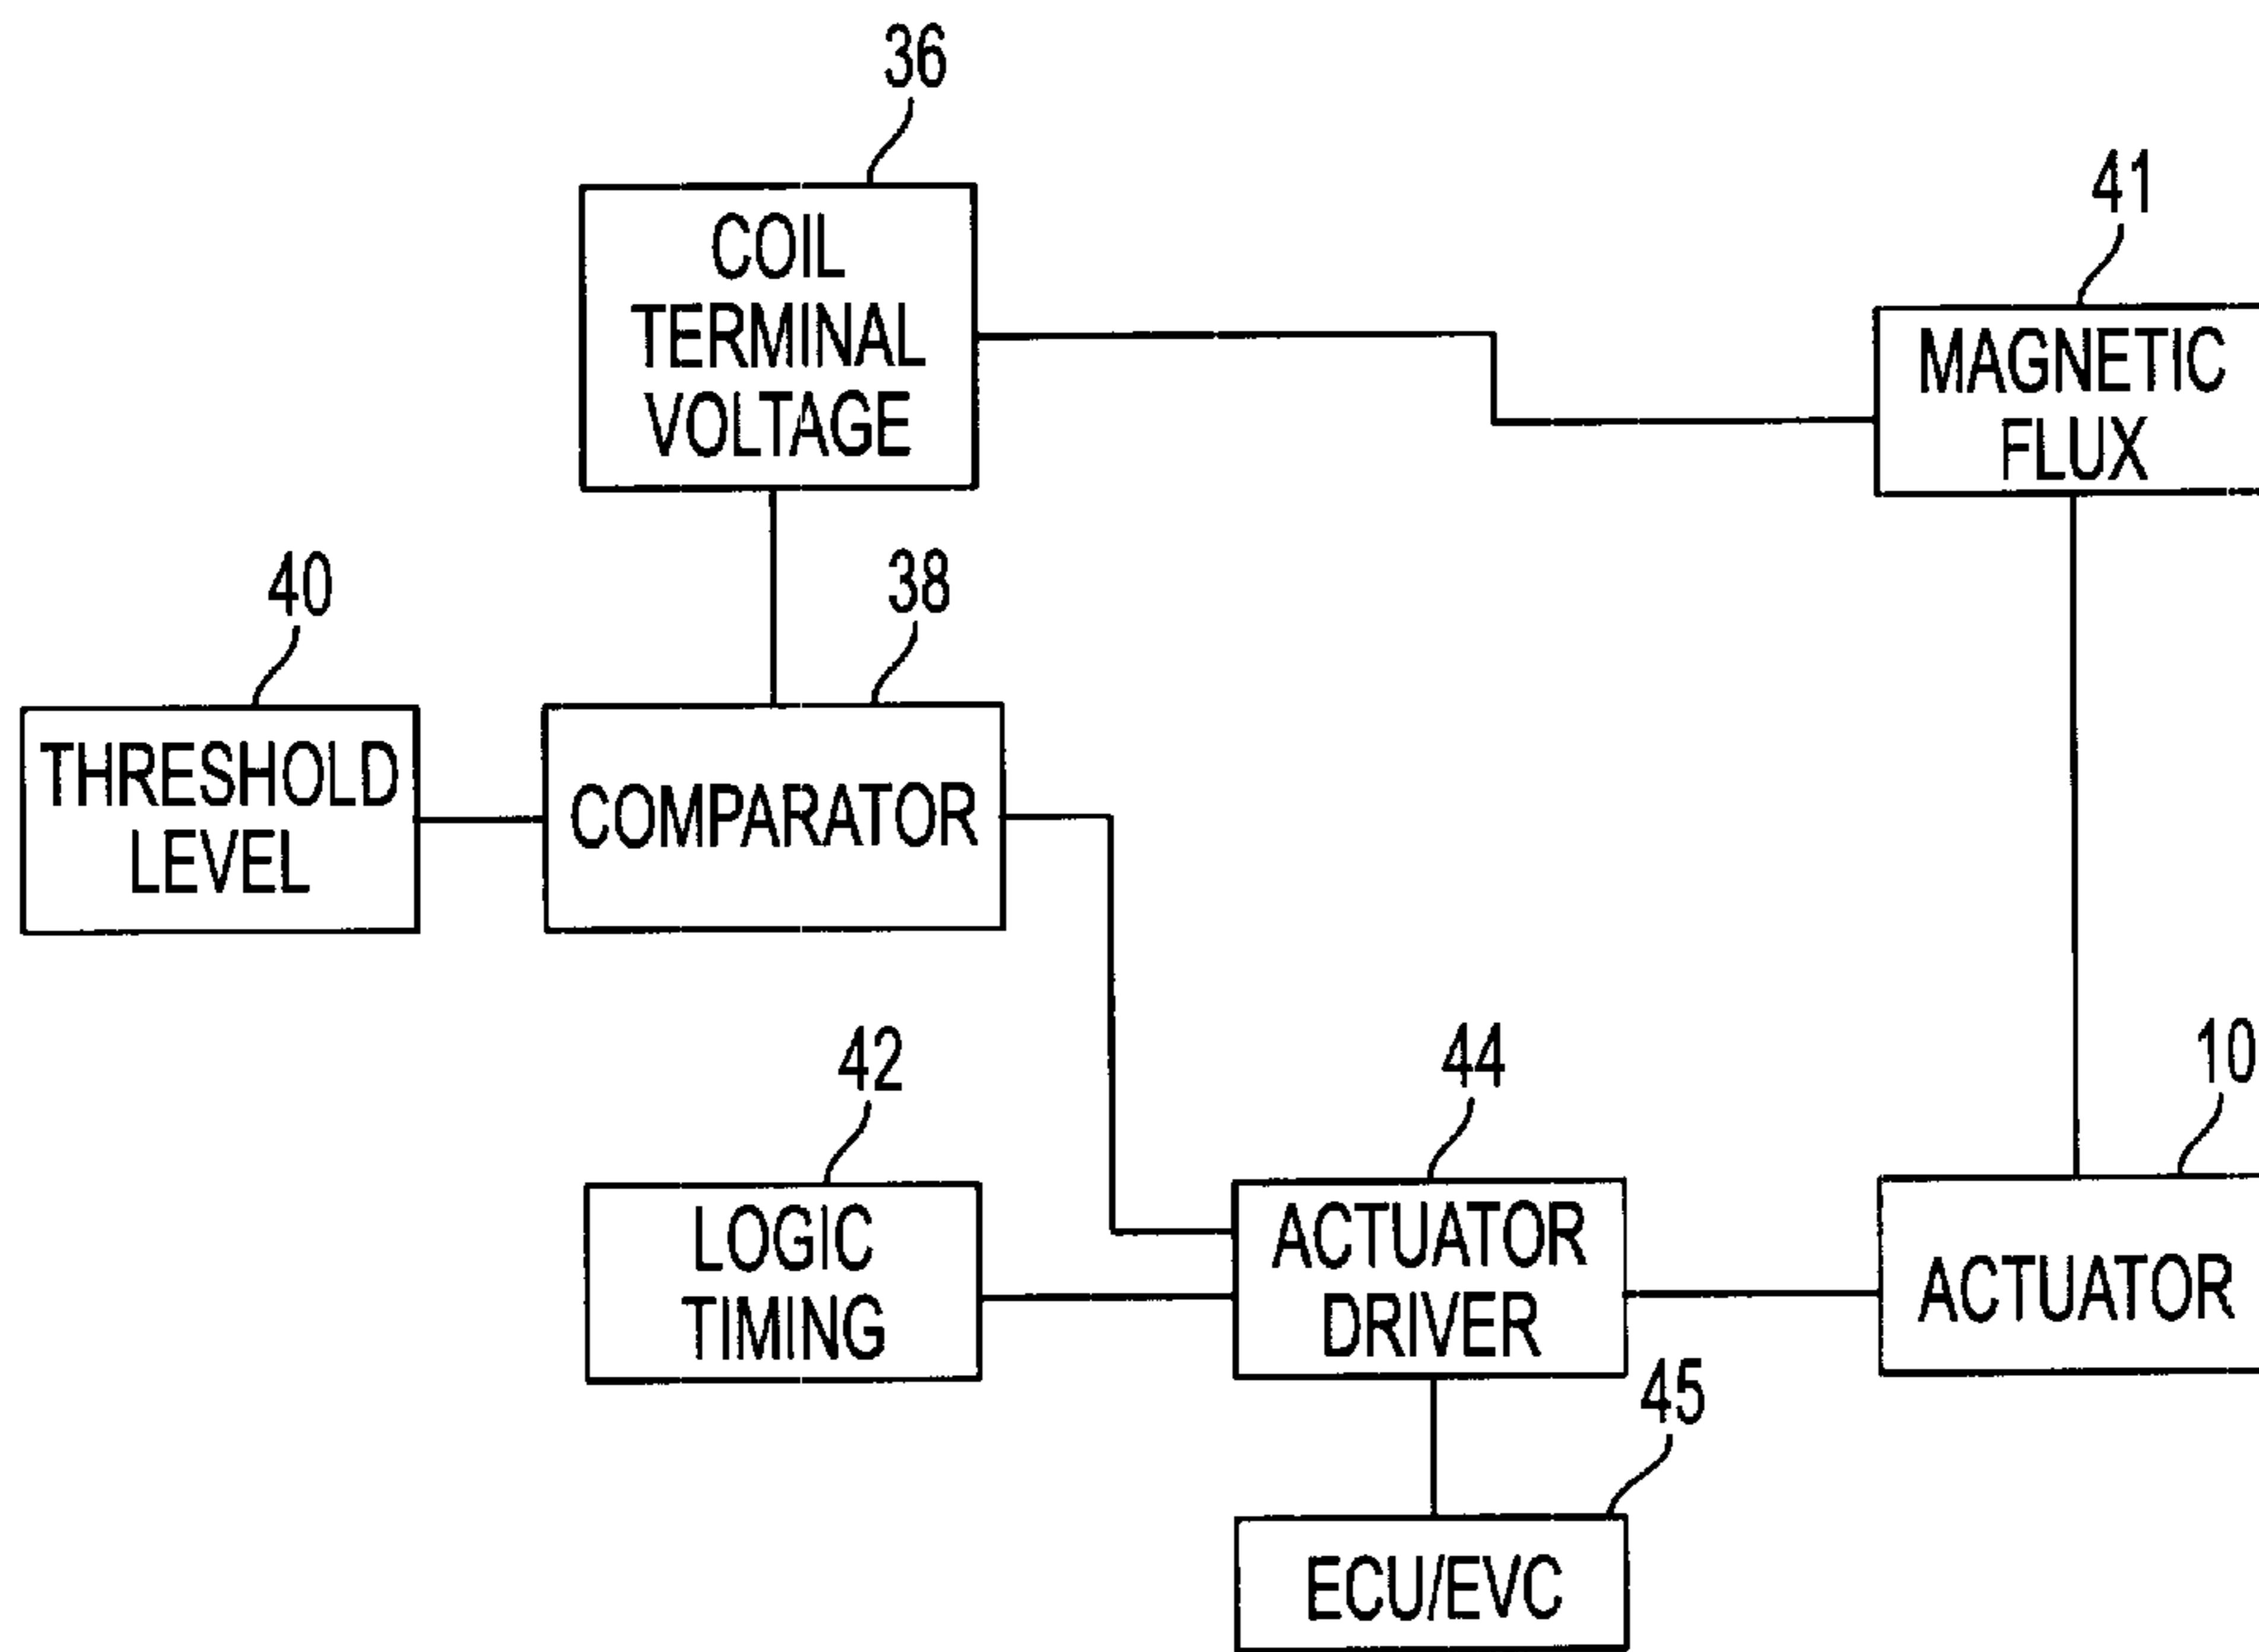 36
COIL
TERMINAL
VOLTAGE
41
MAGNETIC
FLUX
40
THRESHOLD
LEVEL
38
COMPARATOR
42
LOGIC
TIMING
44
ACTUATOR
DRIVER
10
ACTUATOR
45
ECU/EVC